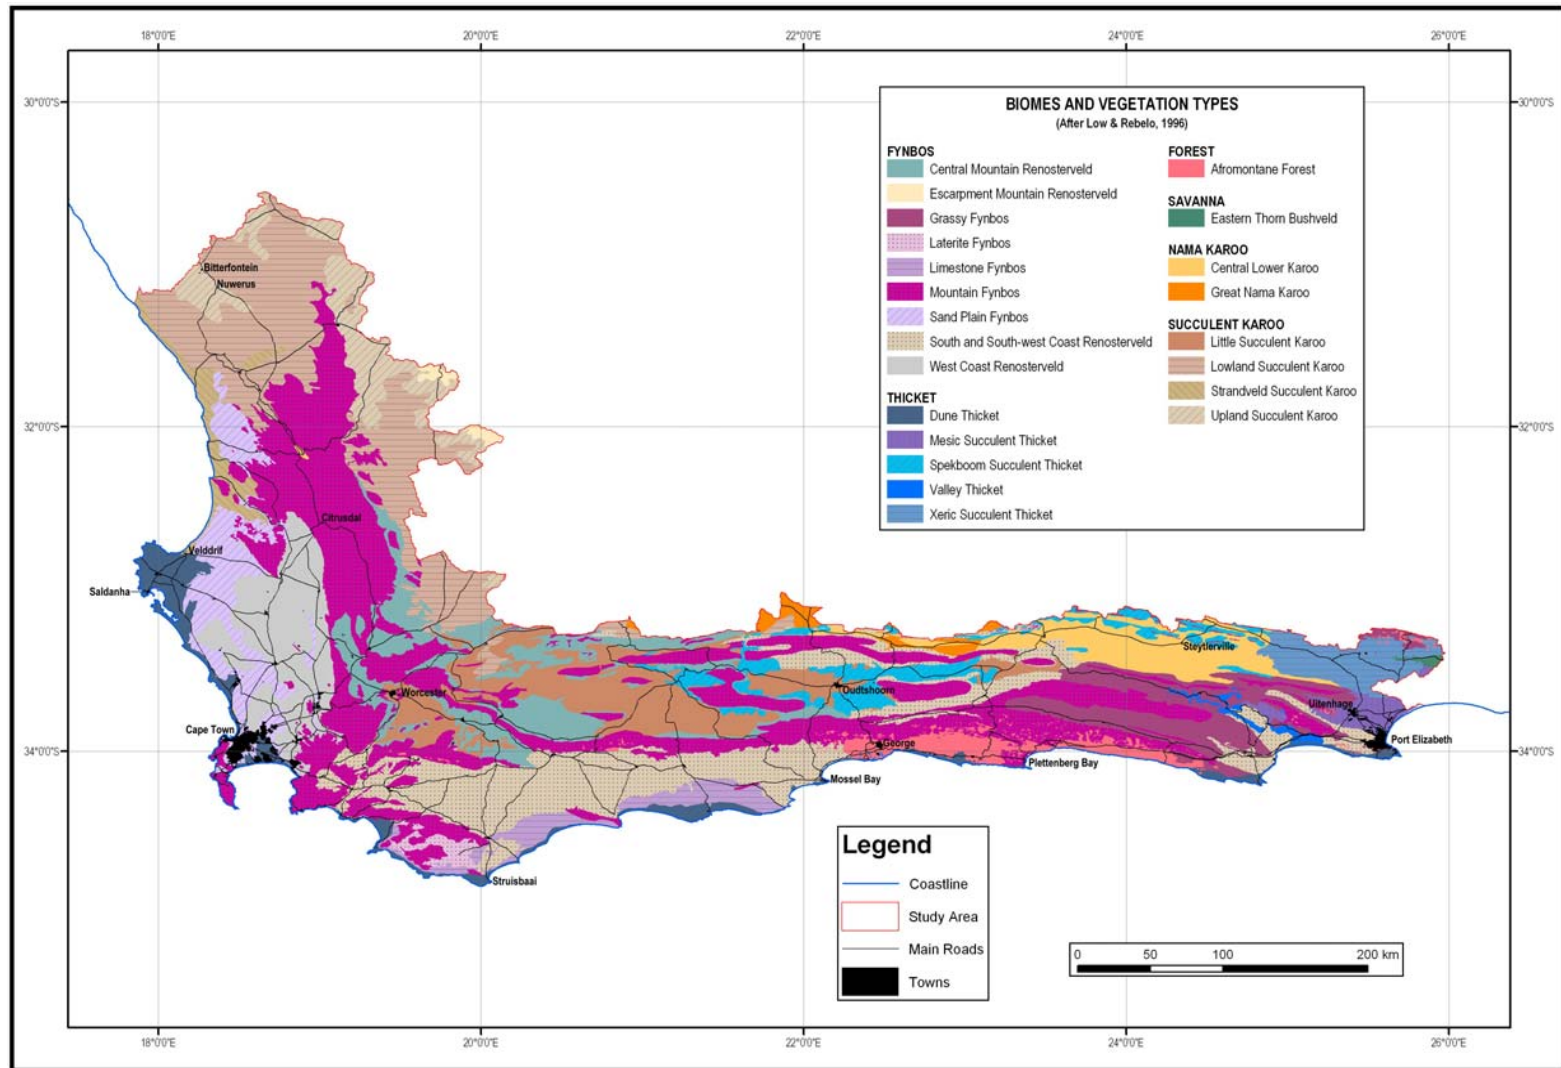 18°0'0"E 20°0'0"E 22°0'0"E 24°0'0"E 26°0'0"E
30°0'0"S 30°0'0"S
BIOMES AND VEGETATION TYPES
(After Low & Rebelo, 1996)
FYNBOS
Central Mountain Renosterveld
Escarpment Mountain Renosterveld
Grassy Fynbos
Laterite Fynbos
Limestone Fynbos
Mountain Fynbos
Sand Plain Fynbos
South and South-west Coast Renosterveld
West Coast Renosterveld
THICKET
Dune Thicket
Mesic Succulent Thicket
Spekboom Succulent Thicket
Valley Thicket
Xeric Succulent Thicket
FOREST
Afromontane Forest
SAVANNA
Eastern Thorn Bushveld
NAMA KAROO
Central Lower Karoo
Great Nama Karoo
SUCCULENT KAROO
Little Succulent Karoo
Lowland Succulent Karoo
Strandveld Succulent Karoo
Upland Succulent Karoo
Bitterfontein
Nuwerus
32°0'0"S 32°0'0"S
Citrusdal
Velddrif
Saldanha
Steytlerville
Worcester
Oudtshoorn
Uitenhage
Cape Town
George
Port Elizabeth
34°0'0"S 34°0'0"S
Plettenberg Bay
Mossel Bay
Struisbaai
Legend
Coastline
Study Area
Main Roads
Towns
0 50 100 200 km
18°0'0"E 20°0'0"E 22°0'0"E 24°0'0"E 26°0'0"E